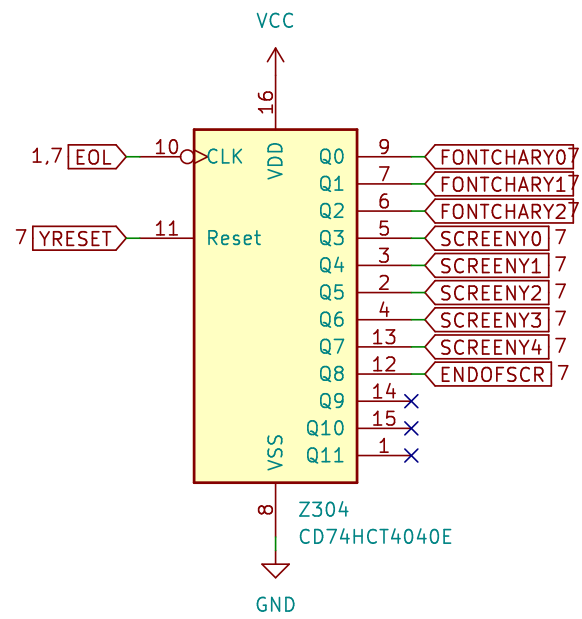 VCC
16
1,7 EOL 10 CLK VDD Q0 9 FONTCHARY0 7
Q1 7 FONTCHARY1 7
Q2 6 FONTCHARY2 7
7 YRESET 11 Reset Q3 5 SCREENY0 7
Q4 3 SCREENY1 7
Q5 2 SCREENY2 7
Q6 4 SCREENY3 7
Q7 13 SCREENY4 7
Q8 12 ENDOFSCR 7
Q9 14
Q10 15
VSS Q11 1
8 Z304
CD74HCT4040E
GND